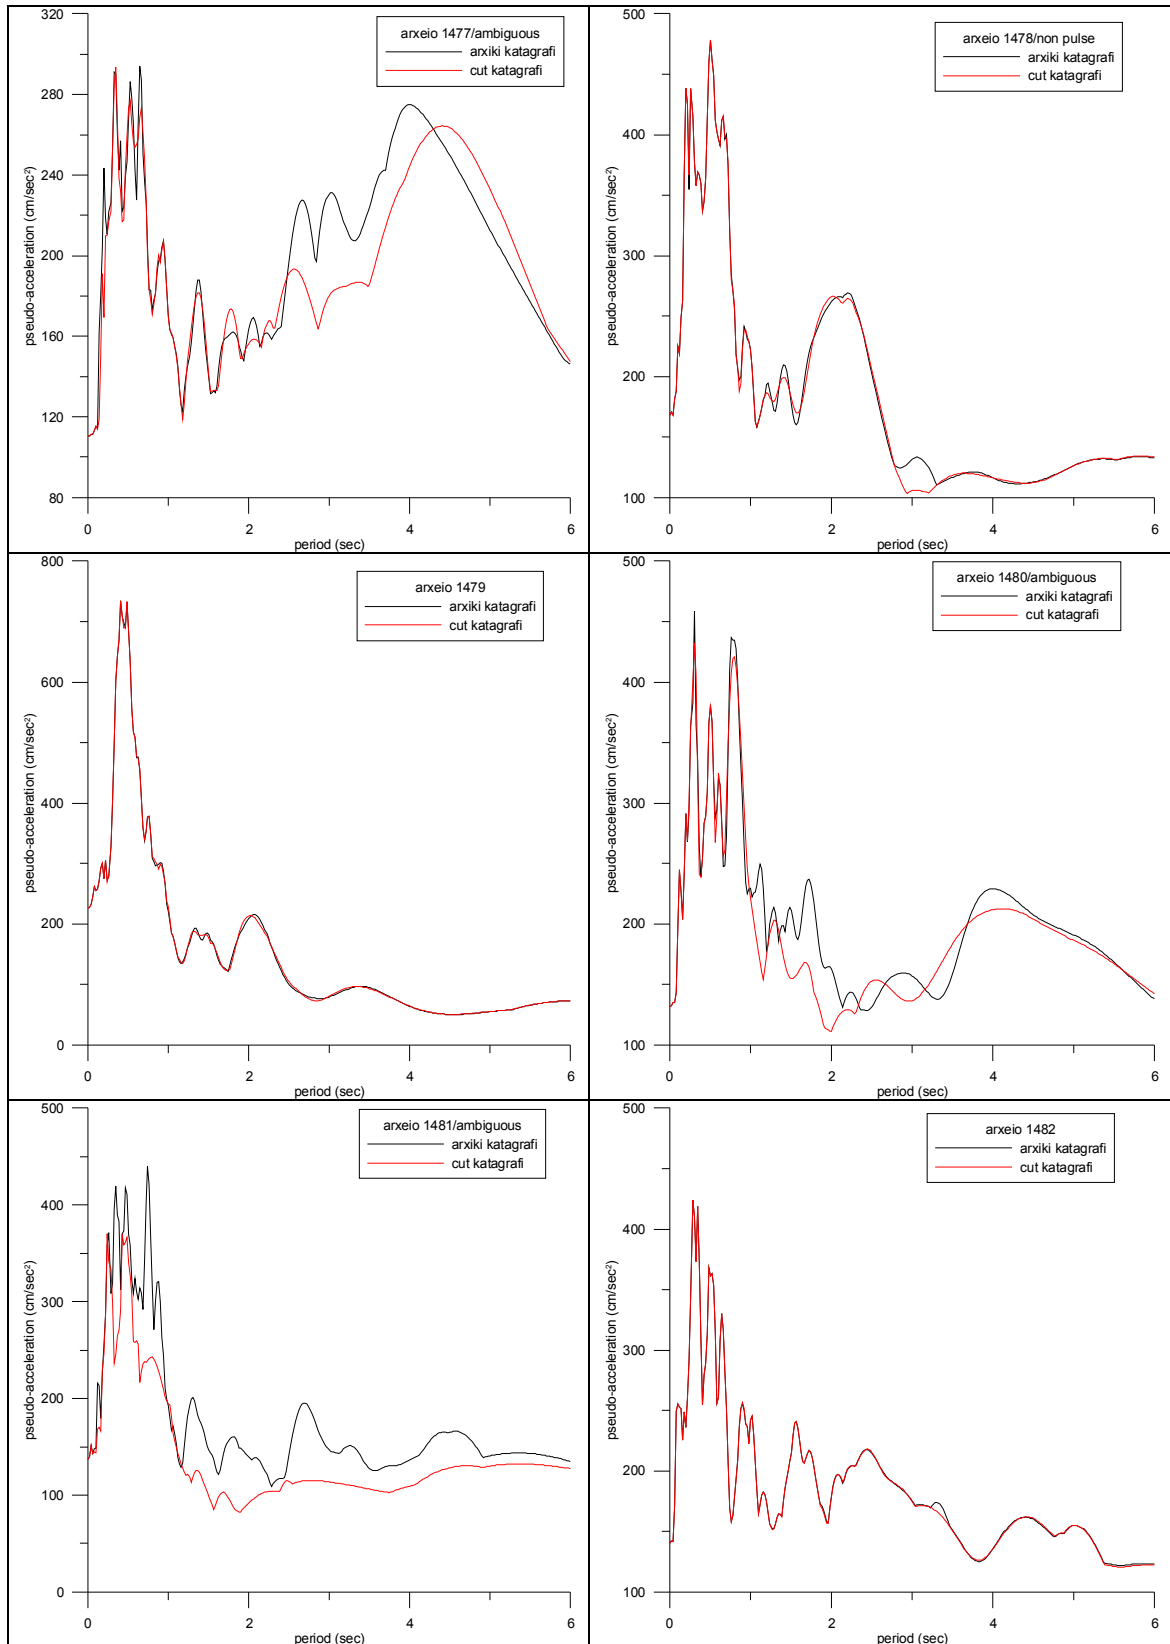 320
280
240
200
160
120
80
pseudo-acceleration (cm/sec²)
arxeio 1477/ambiguous
arxiki katagrafi
cut katagrafi
0 2 4 6
period (sec)
500
400
300
200
100
pseudo-acceleration (cm/sec²)
arxeio 1478/non pulse
arxiki katagrafi
cut katagrafi
0 2 4 6
period (sec)
800
600
400
200
0
pseudo-acceleration (cm/sec²)
arxeio 1479
arxiki katagrafi
cut katagrafi
0 2 4 6
period (sec)
500
400
300
200
100
pseudo-acceleration (cm/sec²)
arxeio 1480/ambiguous
arxiki katagrafi
cut katagrafi
0 2 4 6
period (sec)
500
400
300
200
100
0
pseudo-acceleration (cm/sec²)
arxeio 1481/ambiguous
arxiki katagrafi
cut katagrafi
0 2 4 6
period (sec)
500
400
300
200
100
pseudo-acceleration (cm/sec²)
arxeio 1482
arxiki katagrafi
cut katagrafi
0 2 4 6
period (sec)